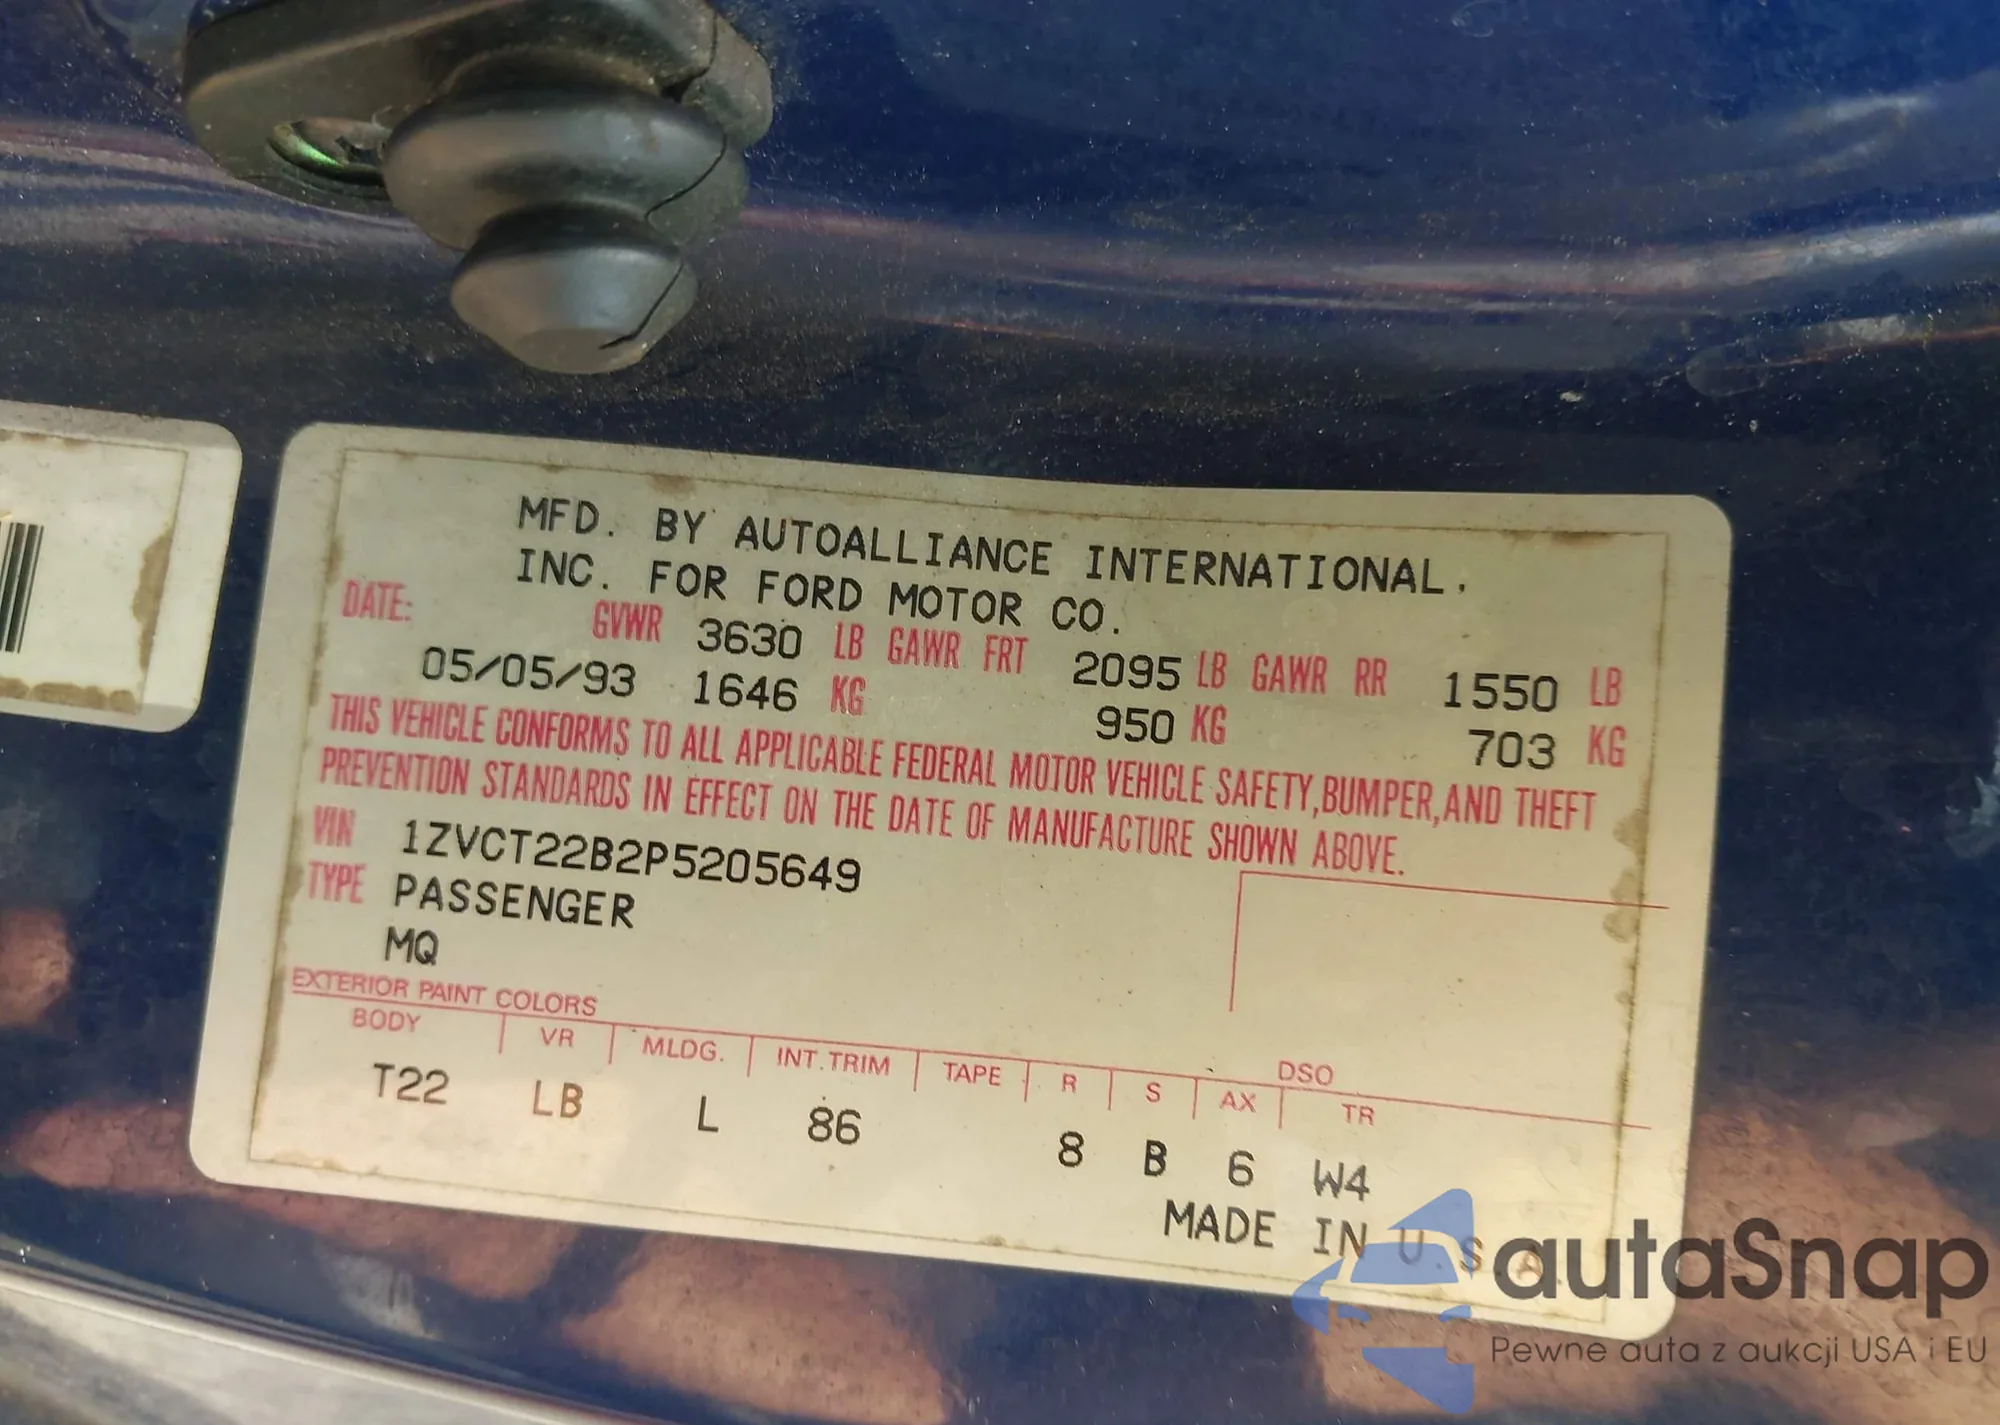 MFD. BY AUTOALLIANCE INTERNATIONAL.
INC. FOR FORD MOTOR CO.
DATE: GVWR 3630 LB GAWR FRT 2095 LB GAWR RR 1550 LB
05/05/93 1646 KG 950 KG 703 KG
THIS VEHICLE CONFORMS TO ALL APPLICABLE FEDERAL MOTOR VEHICLE SAFETY, BUMPER, AND THEFT
PREVENTION STANDARDS IN EFFECT ON THE DATE OF MANUFACTURE SHOWN ABOVE.
VIN 1ZVCT22B2P5205649
TYPE PASSENGER
MQ
EXTERIOR PAINT COLORS DSO
BODY VR MLDG. INT.TRIM TAPE R S AX TR
T22 LB L 86 8 B 6 W4
MADE IN U.S.A.
autaSnap
Pewne auta z aukcji USA i EU